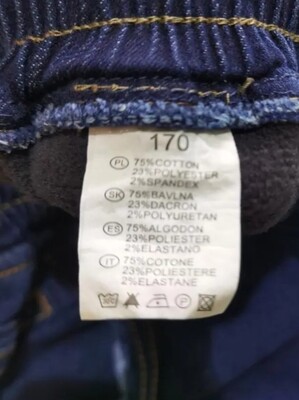 170
PL 75%COTTON
23%POLYESTER
2%SPANDEX
SK 75%BAVLNA
23%DACRON
2%POLYURETAN
ES 75%ALGODON
23%POLIESTER
2%ELASTANO
IT 75%COTONE
23%POLIESTERE
2%ELASTANE
P